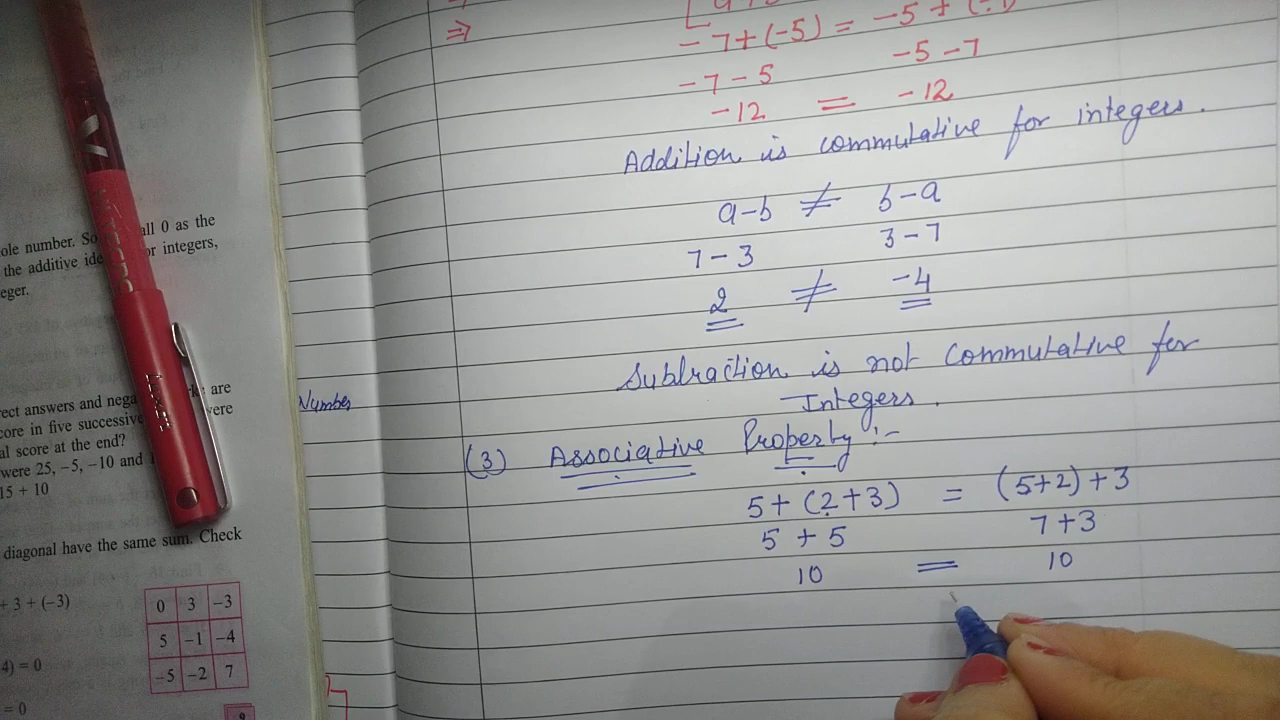 ole number. So all 0 as the
the additive ide or integers,
eger.
rect answers and nega are
core in five successive were
al score at the end?
were 25, –5, –10 and
15 + 10
diagonal have the same sum. Check
+ 3 + (–3)
4) = 0
= 0
0 3 –3
5 –1 –4
–5 –2 7
V
Luxor
Number
⇒
-7+(-5) = -5+(-7)
-7-5 -5-7
-12 = -12
Addition is commutative for integers.
a-b ≠ b-a
7-3 3-7
2 ≠ -4
Subtraction is not commutative for
Integers.
(3) Associative Property :-
5+(2+3) = (5+2)+3
5+5 7+3
10 = 10